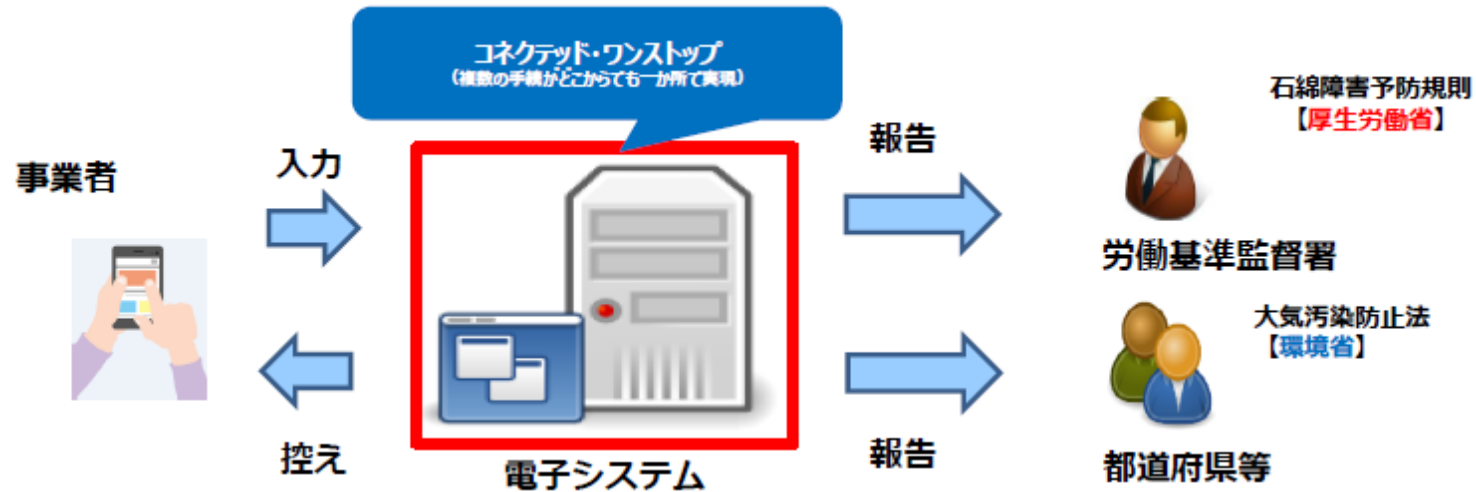 コネクテッド・ワンストップ
（複数の手続がどこからでも一か所で実現）
事業者
入力
控え
電子システム
報告
石綿障害予防規則
【厚生労働省】
労働基準監督署
報告
大気汚染防止法
【環境省】
都道府県等